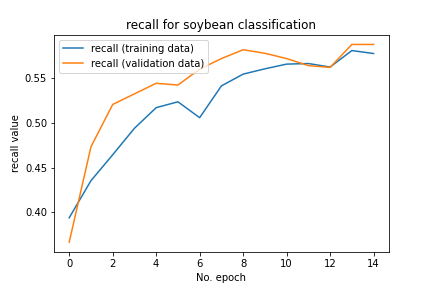 recall for soybean classification
recall (training data)
recall (validation data)
recall value
0.55
0.50
0.45
0.40
0 2 4 6 8 10 12 14
No. epoch